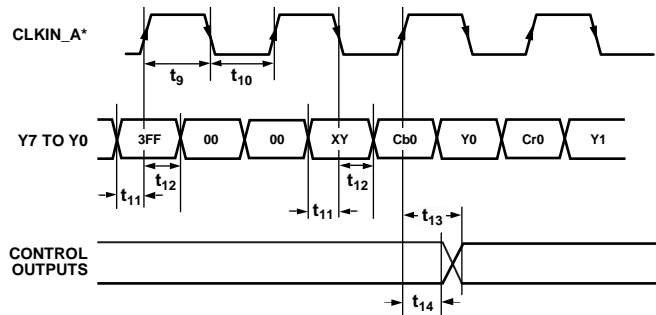 CLKIN_A*
t9 t10
Y7 TO Y0 3FF 00 00 XY Cb0 Y0 Cr0 Y1
t12 t12
t11 t11
t13
CONTROL
OUTPUTS
t14